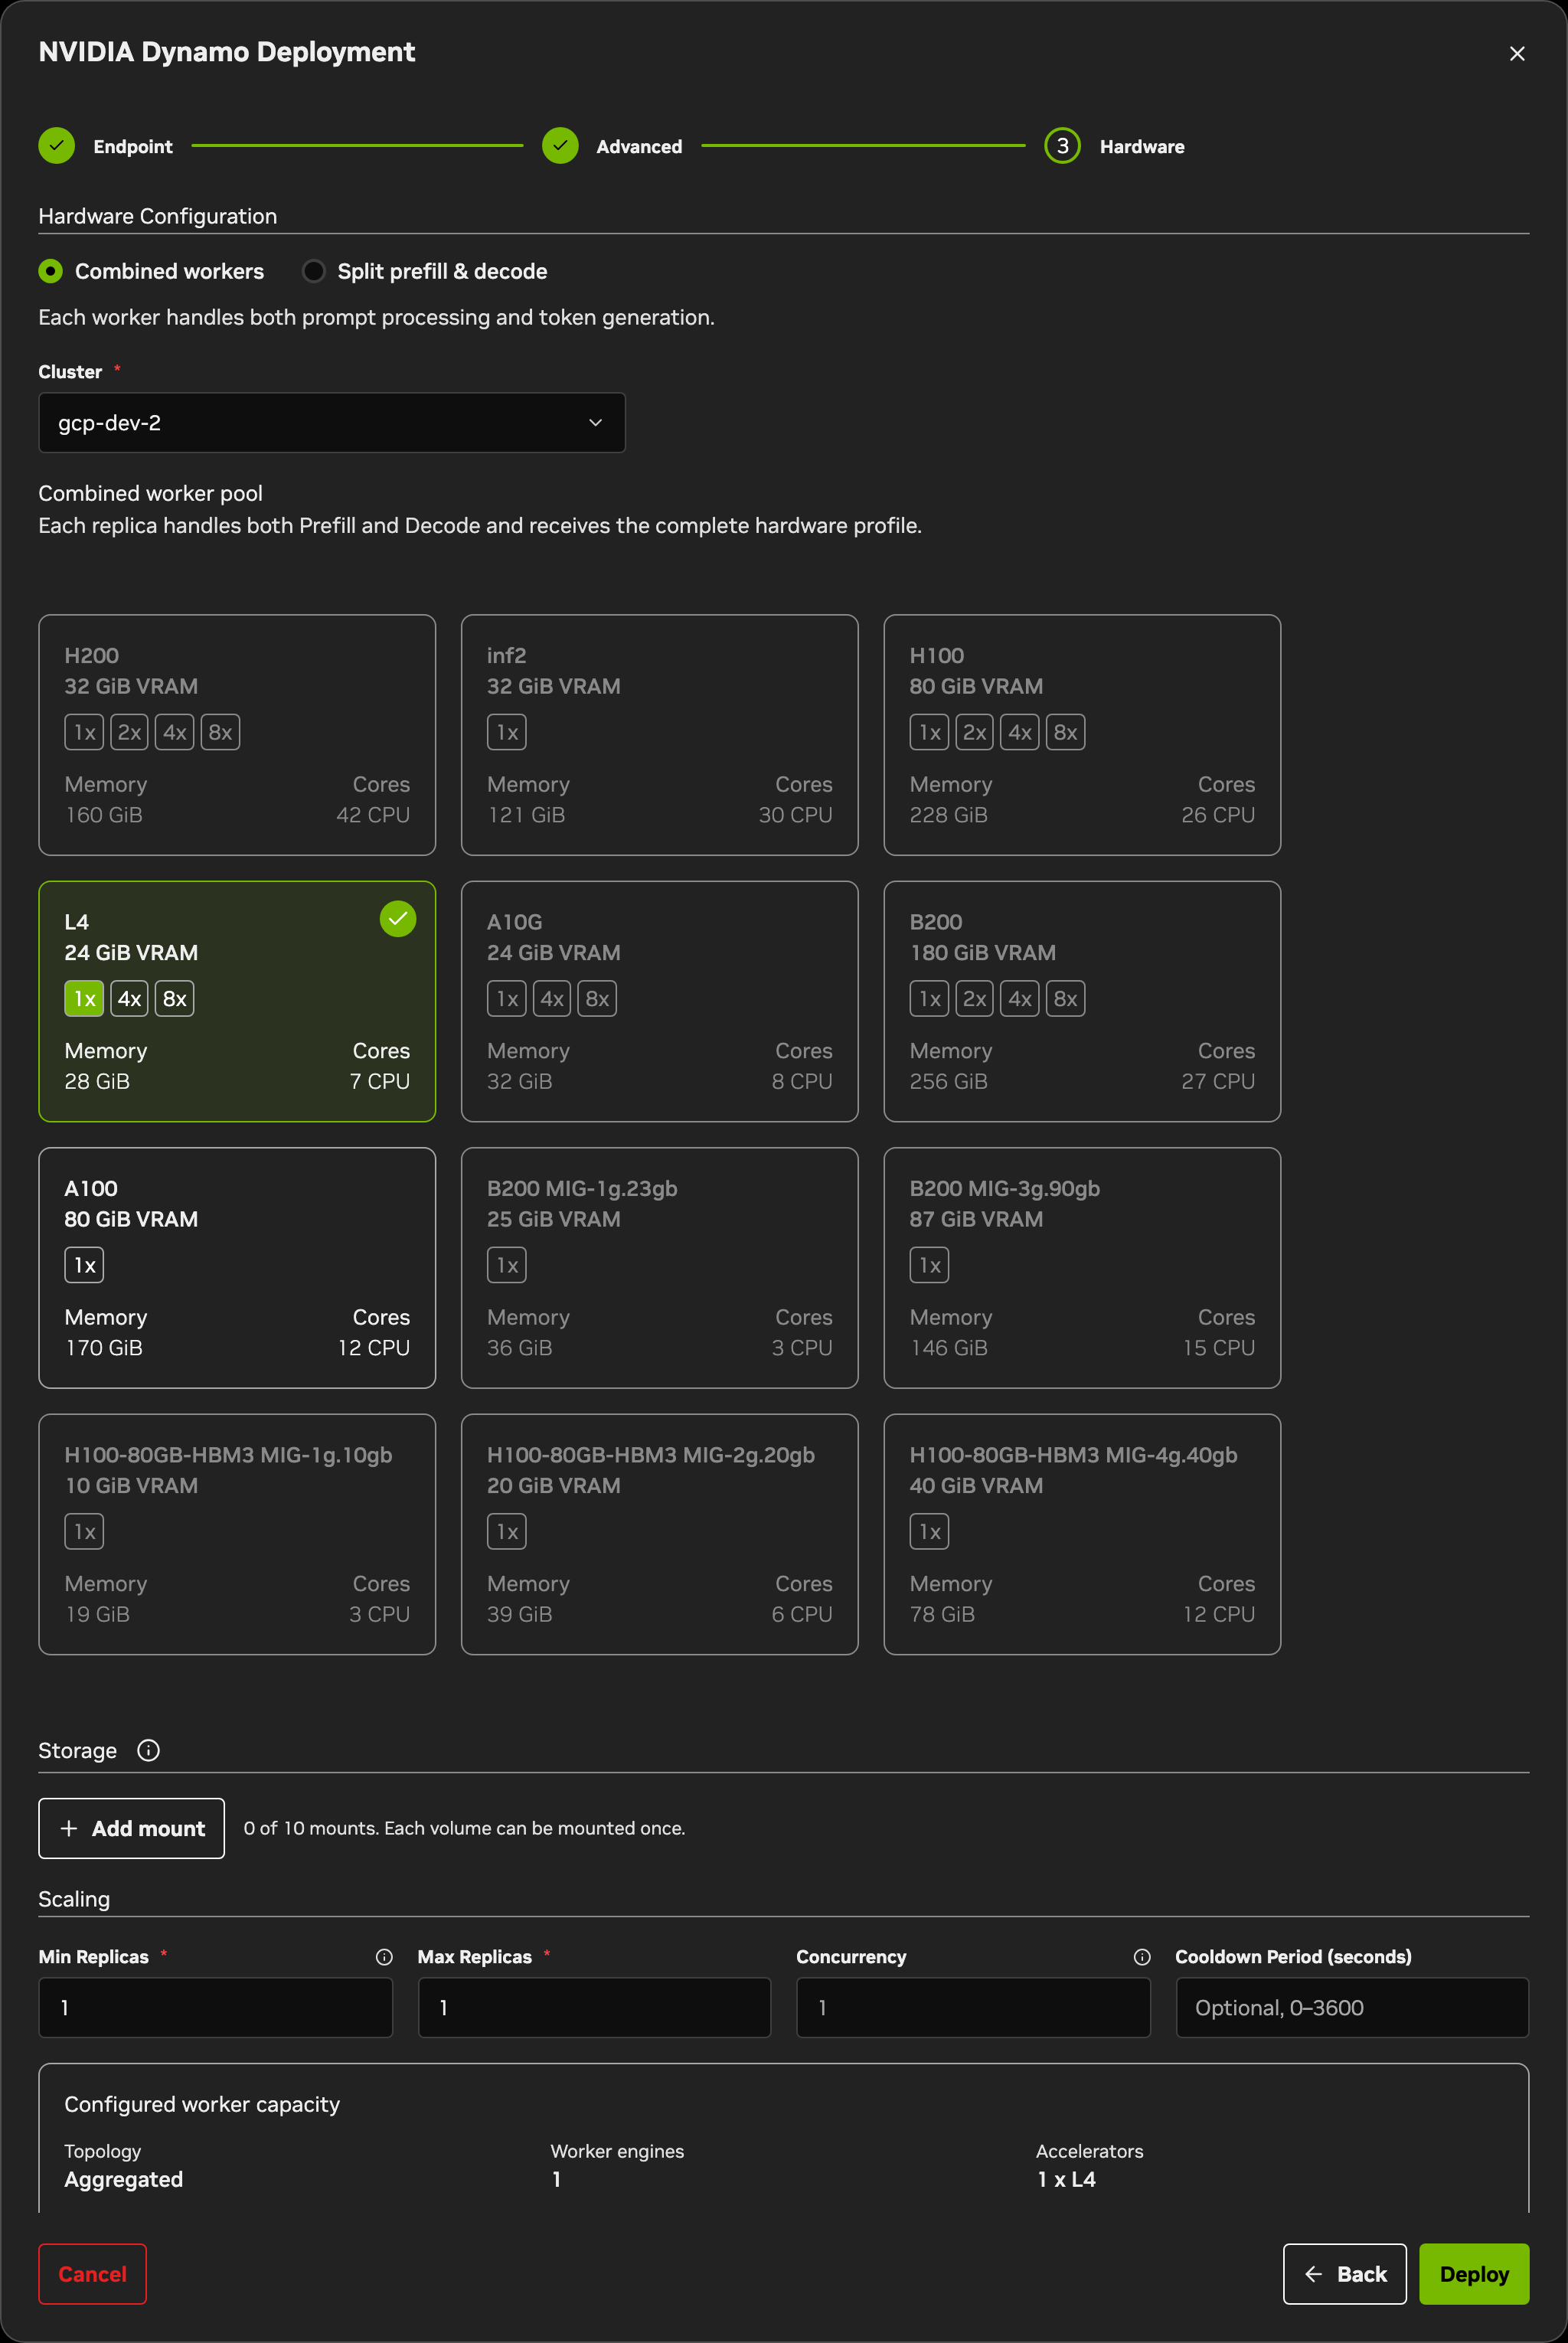 NVIDIA Dynamo Deployment
Endpoint
Advanced
3 Hardware
Hardware Configuration
Combined workers
Split prefill & decode
Each worker handles both prompt processing and token generation.
Cluster *
gcp-dev-2
Combined worker pool
Each replica handles both Prefill and Decode and receives the complete hardware profile.
H200
32 GiB VRAM
1x 2x 4x 8x
Memory Cores
160 GiB 42 CPU
inf2
32 GiB VRAM
1x
Memory Cores
121 GiB 30 CPU
H100
80 GiB VRAM
1x 2x 4x 8x
Memory Cores
228 GiB 26 CPU
L4
24 GiB VRAM
1x 4x 8x
Memory Cores
28 GiB 7 CPU
A10G
24 GiB VRAM
1x 4x 8x
Memory Cores
32 GiB 8 CPU
B200
180 GiB VRAM
1x 2x 4x 8x
Memory Cores
256 GiB 27 CPU
A100
80 GiB VRAM
1x
Memory Cores
170 GiB 12 CPU
B200 MIG-1g.23gb
25 GiB VRAM
1x
Memory Cores
36 GiB 3 CPU
B200 MIG-3g.90gb
87 GiB VRAM
1x
Memory Cores
146 GiB 15 CPU
H100-80GB-HBM3 MIG-1g.10gb
10 GiB VRAM
1x
Memory Cores
19 GiB 3 CPU
H100-80GB-HBM3 MIG-2g.20gb
20 GiB VRAM
1x
Memory Cores
39 GiB 6 CPU
H100-80GB-HBM3 MIG-4g.40gb
40 GiB VRAM
1x
Memory Cores
78 GiB 12 CPU
Storage
+ Add mount
0 of 10 mounts. Each volume can be mounted once.
Scaling
Min Replicas *
1
Max Replicas *
1
Concurrency
1
Cooldown Period (seconds)
Optional, 0–3600
Configured worker capacity
Topology
Aggregated
Worker engines
1
Accelerators
1 x L4
Cancel
← Back
Deploy